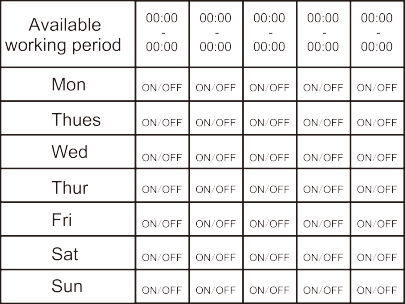 Available working period 00:00 - 00:00 00:00 - 00:00 00:00 - 00:00 00:00 - 00:00 00:00 - 00:00
Mon ON/OFF ON/OFF ON/OFF ON/OFF ON/OFF
Thues ON/OFF ON/OFF ON/OFF ON/OFF ON/OFF
Wed ON/OFF ON/OFF ON/OFF ON/OFF ON/OFF
Thur ON/OFF ON/OFF ON/OFF ON/OFF ON/OFF
Fri ON/OFF ON/OFF ON/OFF ON/OFF ON/OFF
Sat ON/OFF ON/OFF ON/OFF ON/OFF ON/OFF
Sun ON/OFF ON/OFF ON/OFF ON/OFF ON/OFF